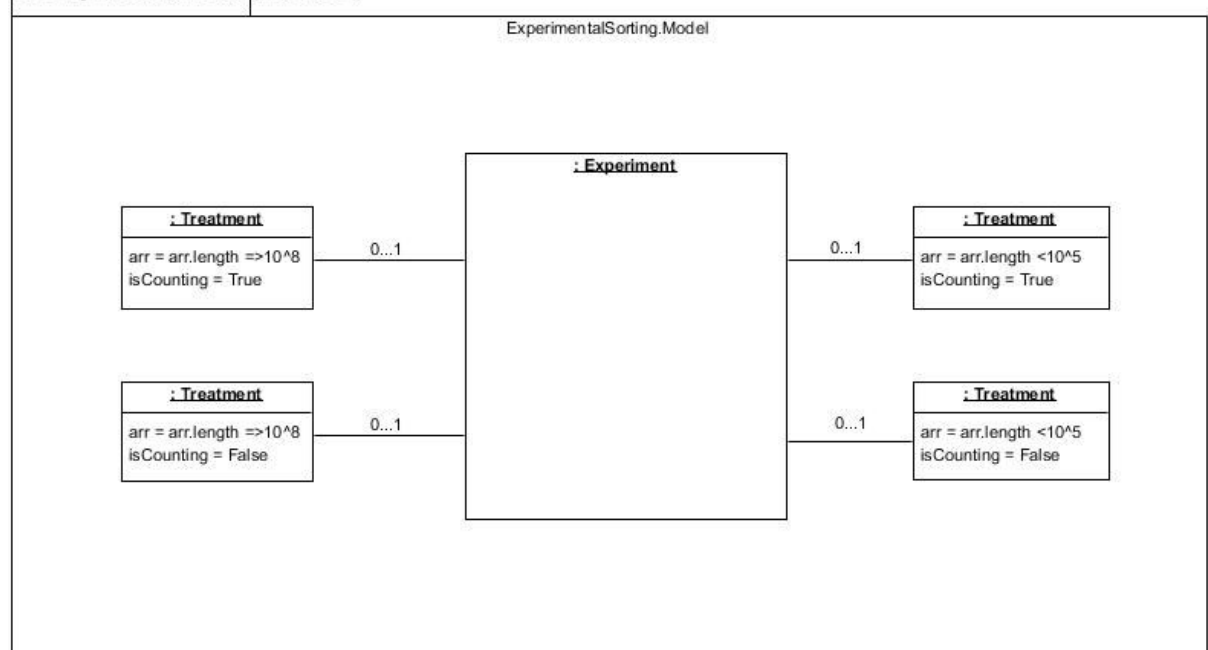 ExperimentalSorting.Model
: Experiment
: Treatment
arr = arr.length =>10^8
isCounting = True
0...1
0...1
: Treatment
arr = arr.length <10^5
isCounting = True
: Treatment
arr = arr.length =>10^8
isCounting = False
0...1
0...1
: Treatment
arr = arr.length <10^5
isCounting = False